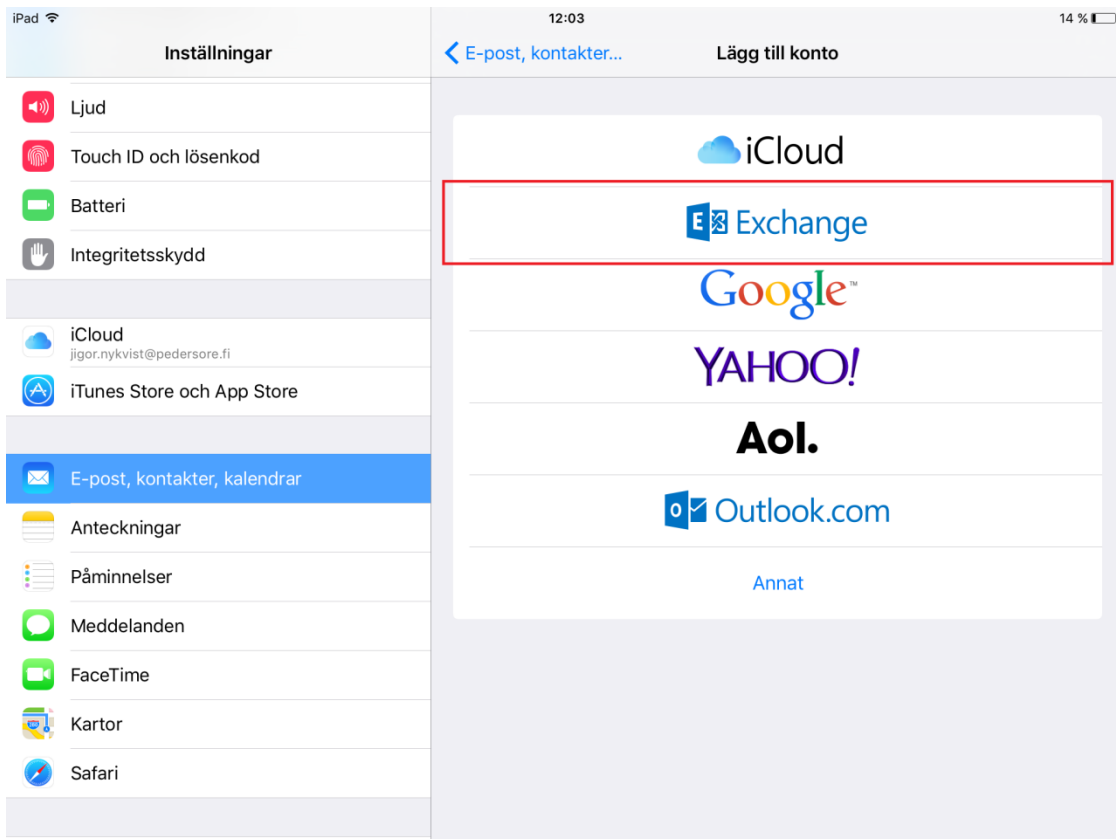 iPad
12:03
14 %
Inställningar
Ljud
Touch ID och lösenkod
Batteri
Integritetsskydd
iCloud
jigor.nykvist@pedersore.fi
iTunes Store och App Store
E-post, kontakter, kalendrar
Anteckningar
Påminnelser
Meddelanden
FaceTime
Kartor
Safari
E-post, kontakter...
Lägg till konto
iCloud
E Exchange
Google™
YAHOO!
Aol.
o Outlook.com
Annat